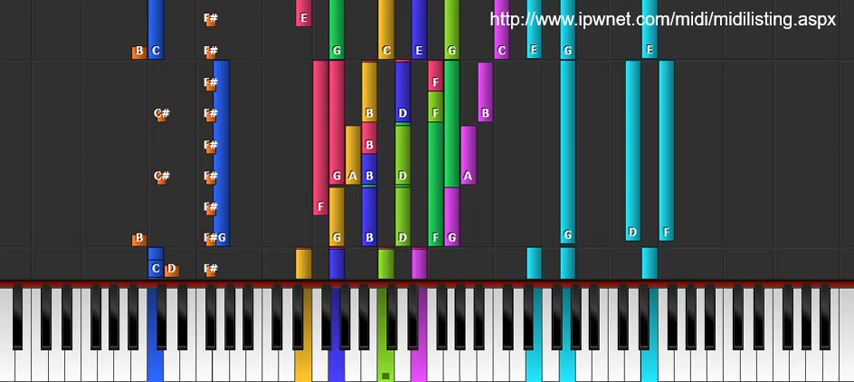 http://www.ipwnet.com/midi/midilisting.aspx
F# E
B C F# G C E G C E G E
F# F
C# F# B D F B
F# B
C# F# G A B D A
F# F
B F# G G B D F G G D F
C D F#